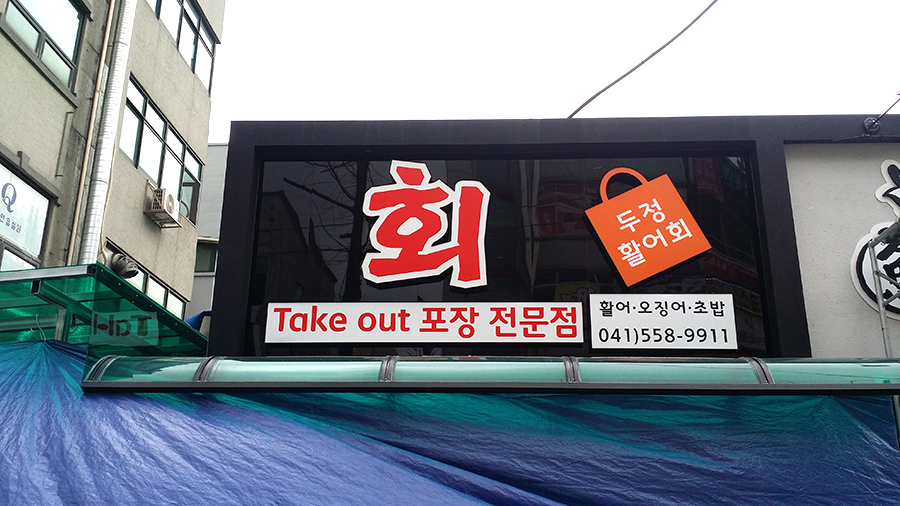 회
두정
활어회
Take out 포장 전문점
활어·오징어·초밥
041)558-9911
Q